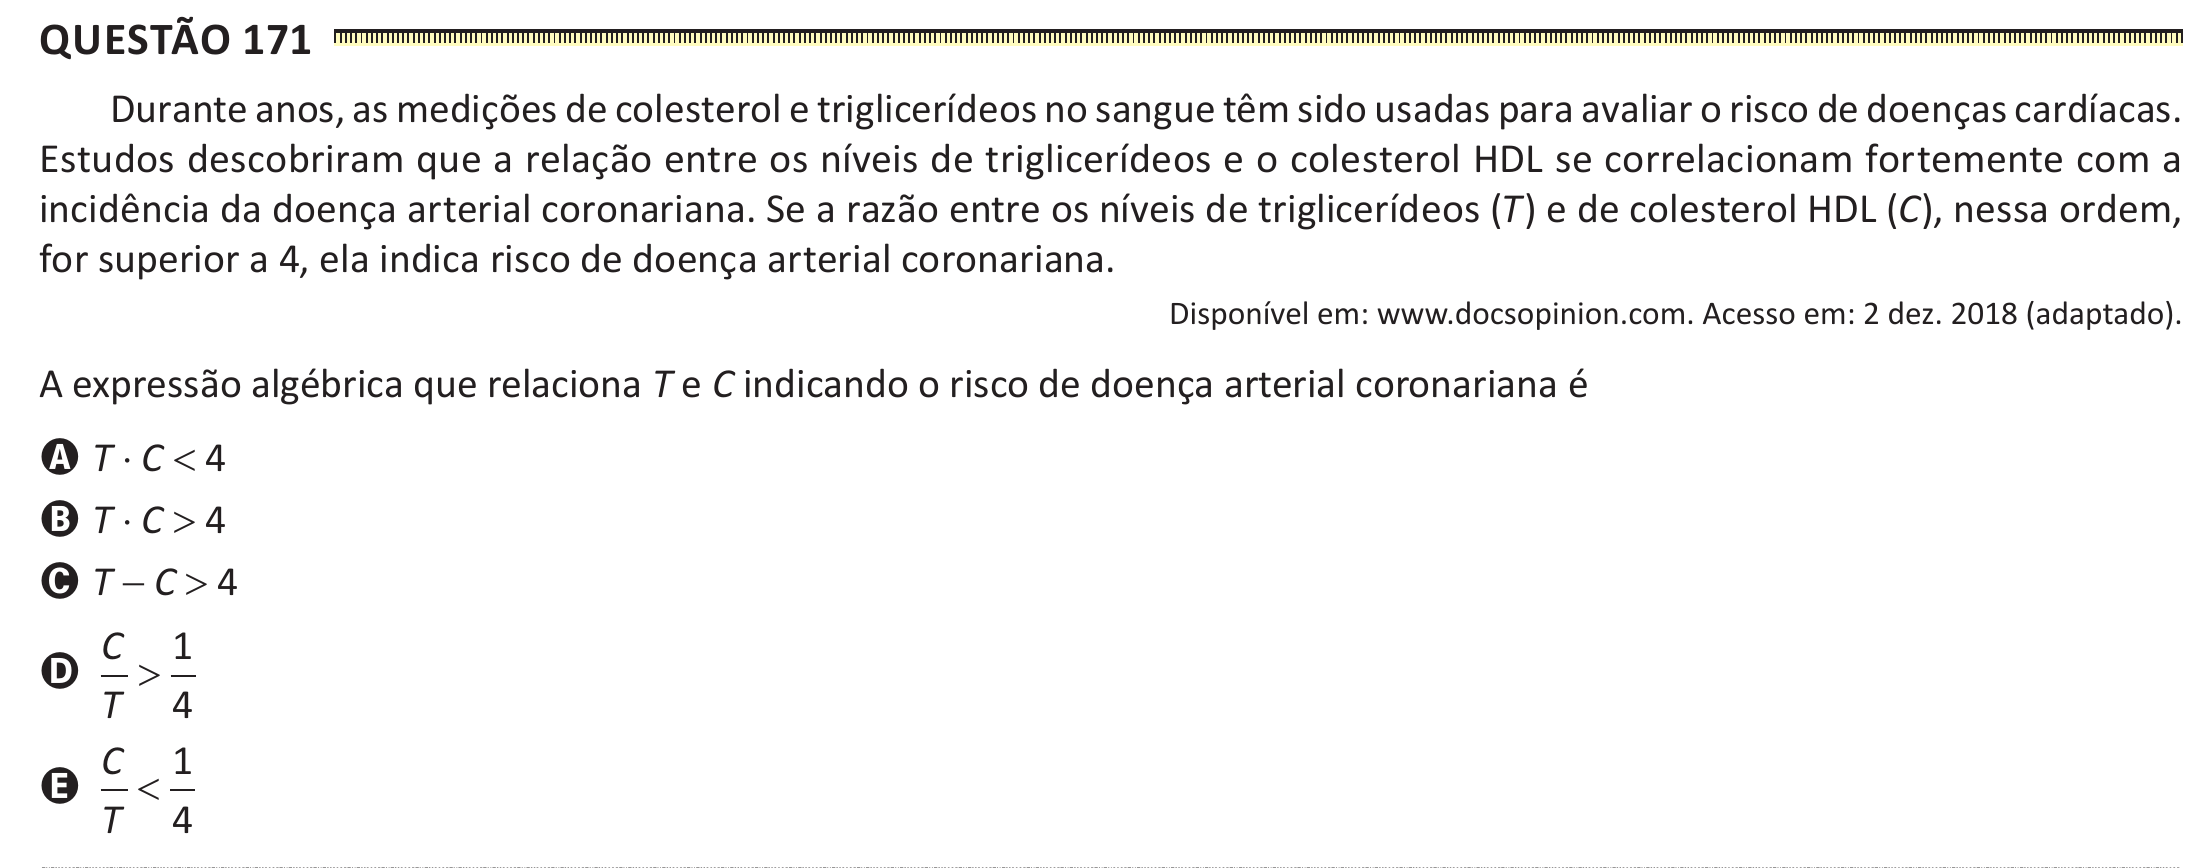 QUESTÃO 171
Durante anos, as medições de colesterol e triglicerídeos no sangue têm sido usadas para avaliar o risco de doenças cardíacas.
Estudos descobriram que a relação entre os níveis de triglicerídeos e o colesterol HDL se correlacionam fortemente com a
incidência da doença arterial coronariana. Se a razão entre os níveis de triglicerídeos (T) e de colesterol HDL (C), nessa ordem,
for superior a 4, ela indica risco de doença arterial coronariana.
Disponível em: www.docsopinion.com. Acesso em: 2 dez. 2018 (adaptado).
A expressão algébrica que relaciona T e C indicando o risco de doença arterial coronariana é
A T · C < 4
B T · C > 4
C T – C > 4
D C/T > 1/4
E C/T < 1/4